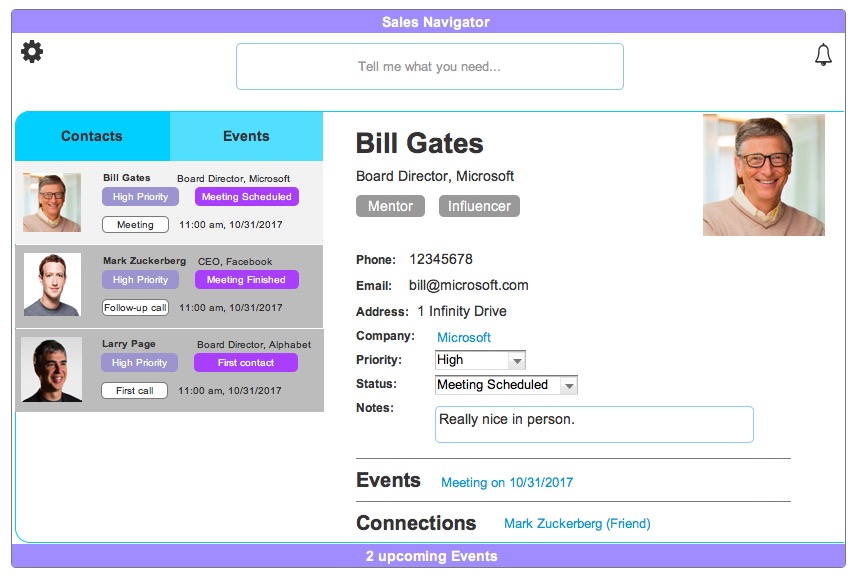 Sales Navigator
Tell me what you need...
Contacts
Events
Bill Gates
Board Director, Microsoft
High Priority
Meeting Scheduled
Meeting
11:00 am, 10/31/2017
Mark Zuckerberg
CEO, Facebook
High Priority
Meeting Finished
Follow-up call
11:00 am, 10/31/2017
Larry Page
Board Director, Alphabet
High Priority
First contact
First call
11:00 am, 10/31/2017
Bill Gates
Board Director, Microsoft
Mentor
Influencer
Phone: 12345678
Email: bill@microsoft.com
Address: 1 Infinity Drive
Company: Microsoft
Priority: High
Status: Meeting Scheduled
Notes: Really nice in person.
Events Meeting on 10/31/2017
Connections Mark Zuckerberg (Friend)
2 upcoming Events